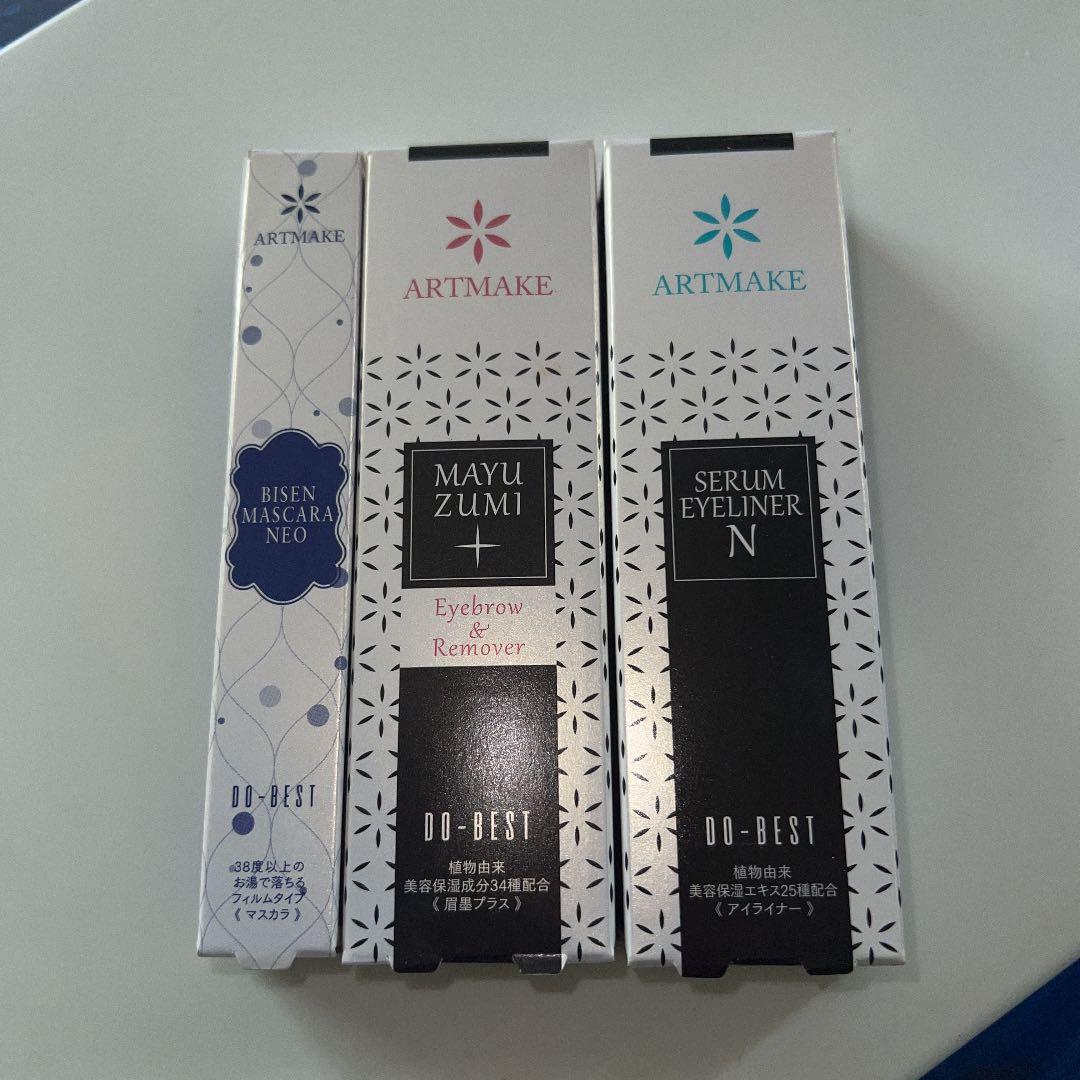 ARTMAKE
BISEN
MASCARA
NEO
DO-BEST
38度以上の
お湯で落ちる
フィルムタイプ
《 マスカラ 》
ARTMAKE
MAYU
ZUMI
+
Eyebrow
&
Remover
DO-BEST
植物由来
美容保湿成分34種配合
《 眉墨プラス 》
ARTMAKE
SERUM
EYELINER
N
DO-BEST
植物由来
美容保湿エキス25種配合
《 アイライナー 》